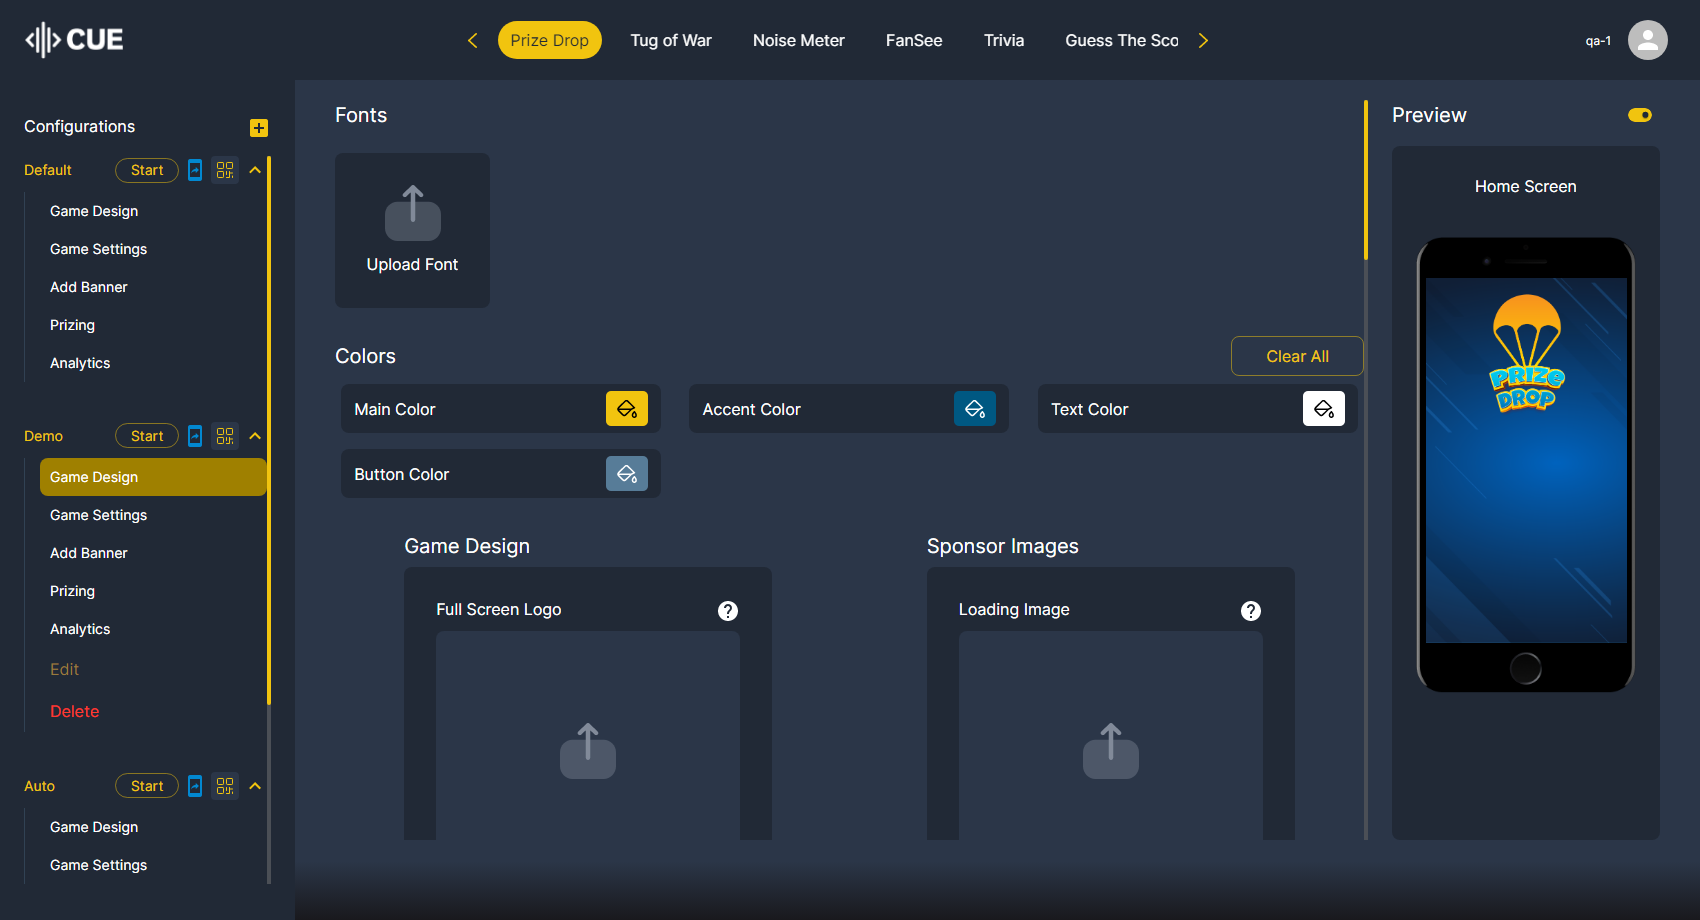 CUE
Prize Drop
Tug of War
Noise Meter
FanSee
Trivia
Guess The Sco
qa-1
Configurations
Default
Start
Game Design
Game Settings
Add Banner
Prizing
Analytics
Demo
Start
Game Design
Game Settings
Add Banner
Prizing
Analytics
Edit
Delete
Auto
Start
Game Design
Game Settings
Fonts
Upload Font
Colors
Clear All
Main Color
Accent Color
Text Color
Button Color
Game Design
Full Screen Logo
?
Sponsor Images
Loading Image
?
Preview
Home Screen
PRIZE
DROP